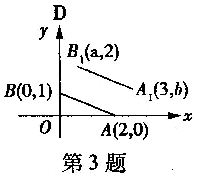 D
y
B₁(a,2)
B(0,1)
A₁(3,b)
O
A(2,0)
x
第3题